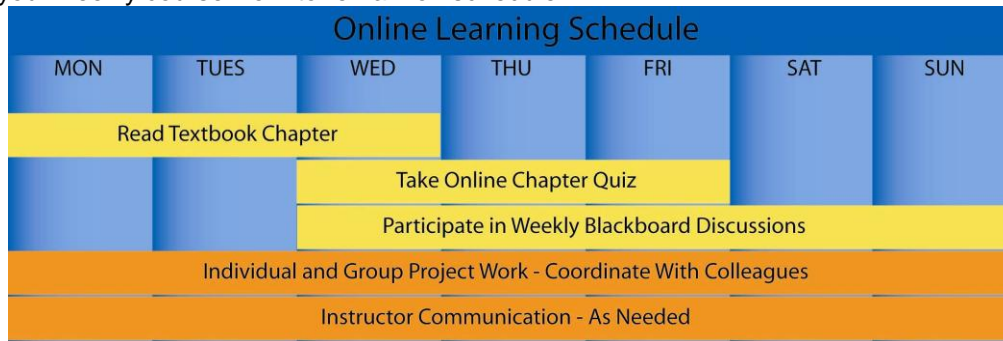 Online Learning Schedule
MON TUES WED THU FRI SAT SUN
Read Textbook Chapter
Take Online Chapter Quiz
Participate in Weekly Blackboard Discussions
Individual and Group Project Work - Coordinate With Colleagues
Instructor Communication - As Needed